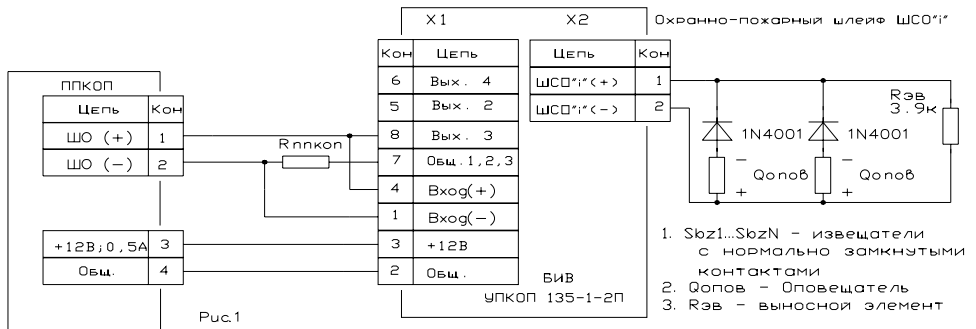 X1 X2
Охранно-пожарный шлейф ШСО"i"
ППКОП
Цепь Кон
ШО (+) 1
ШО (-) 2
+12В;0,5А 3
Общ. 4
Rппкоп
Кон Цепь
6 Вых. 4
5 Вых. 2
8 Вых. 3
7 Общ.1,2,3
4 Вход(+)
1 Вход(-)
3 +12В
2 Общ.
Цепь Кон
ШСО"i"(+) 1
ШСО"i"(-) 2
Rэв
3.9к
1N4001 1N4001
- Qопов +
- Qопов +
БИВ
УПКОП 135-1-2П
Рис.1
1. Sbz1...SbzN - извещатели
с нормально замкнутыми
контактами
2. Qопов - Оповещатель
3. Rэв - выносной элемент